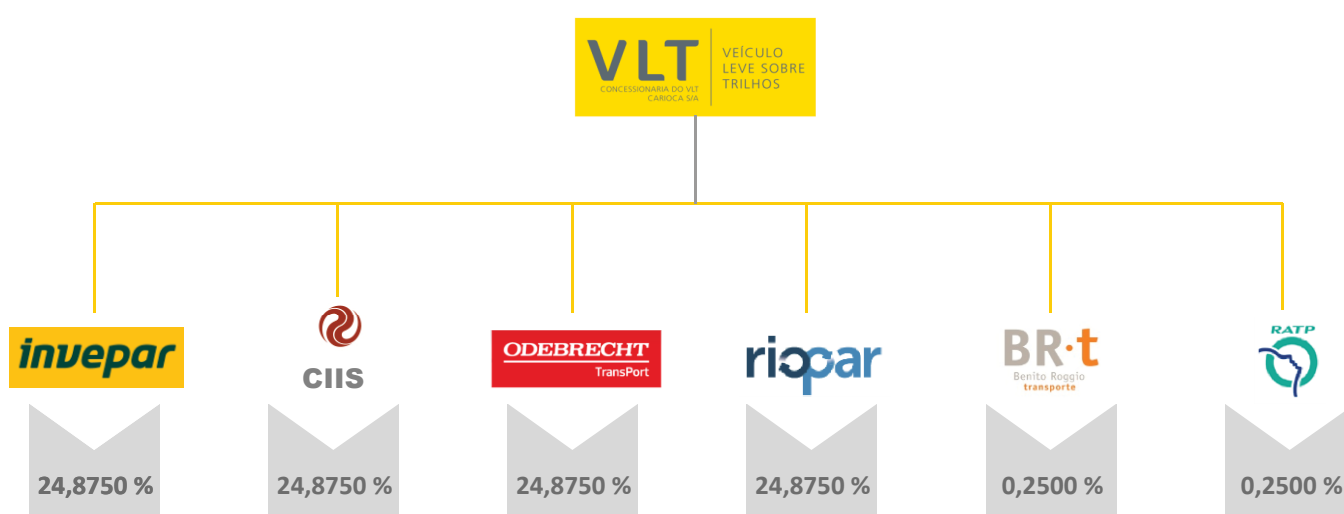 VLT
CONCESSIONARIA DO VLT
CARIOCA S/A
VEÍCULO
LEVE SOBRE
TRILHOS
invepar
CIIS
ODEBRECHT
TransPort
riopar
BR·t
Benito Roggio
transporte
RATP
24,8750 %
24,8750 %
24,8750 %
24,8750 %
0,2500 %
0,2500 %